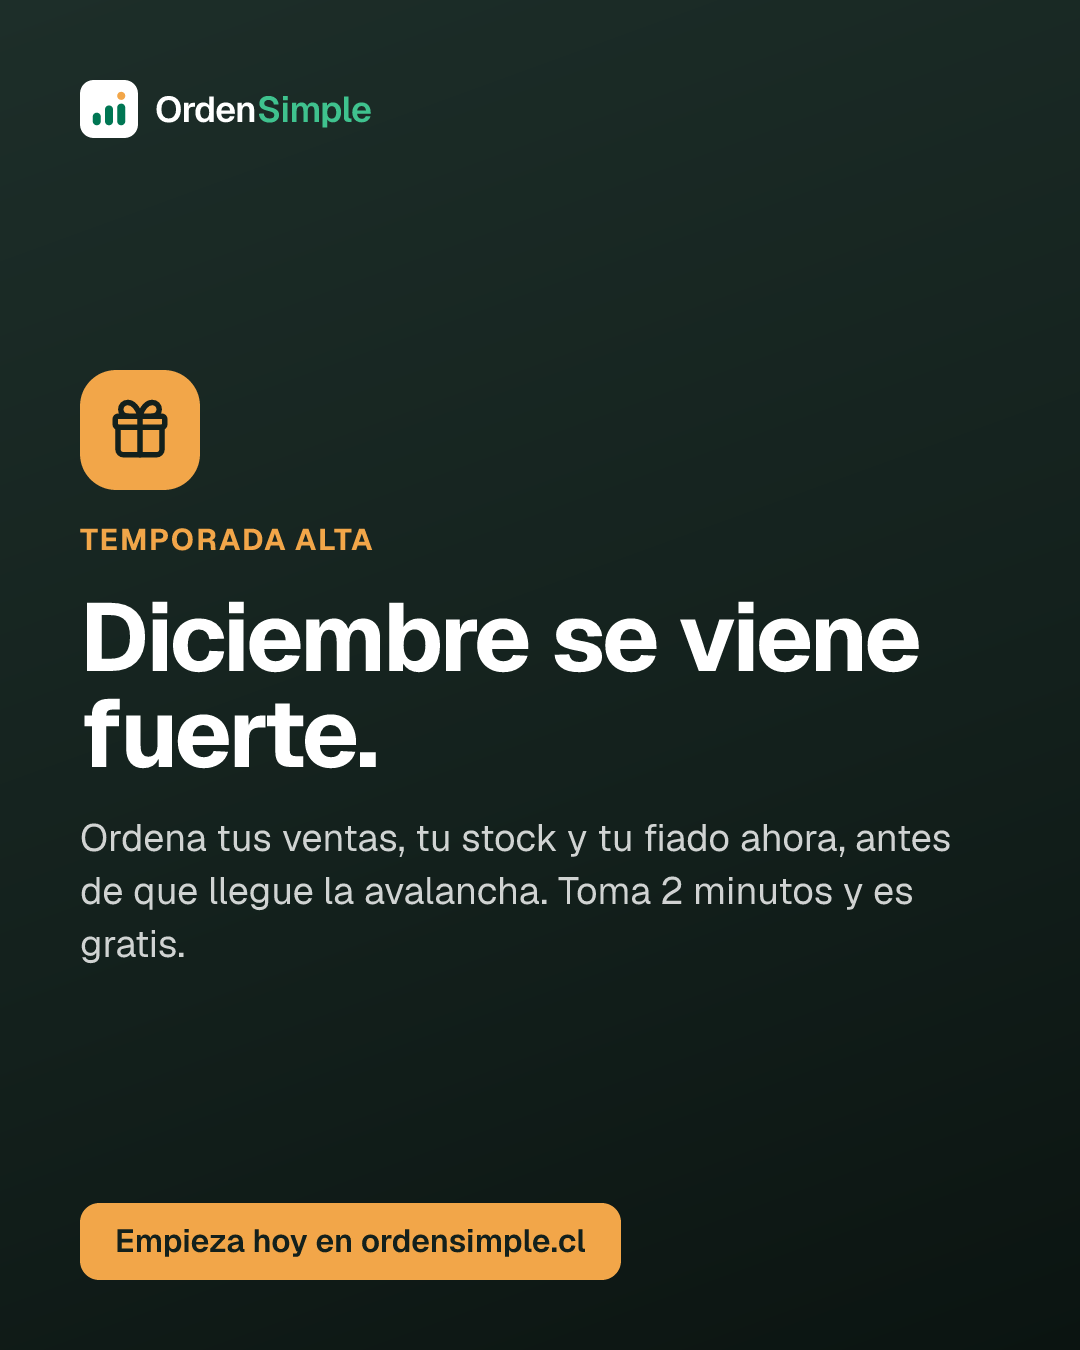 OrdenSimple
TEMPORADA ALTA
Diciembre se viene
fuerte.
Ordena tus ventas, tu stock y tu fiado ahora, antes
de que llegue la avalancha. Toma 2 minutos y es
gratis.
Empieza hoy en ordensimple.cl